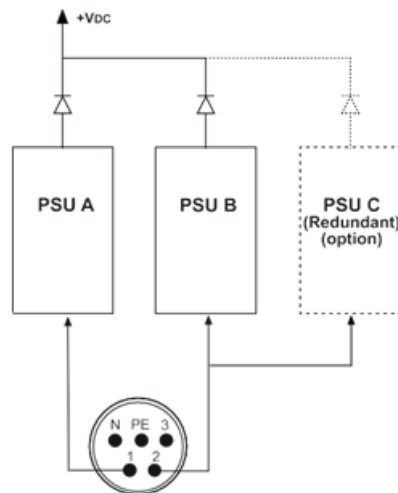 +VDC
PSU A
PSU B
PSU C
(Redundant)
(option)
N PE 3
1 2